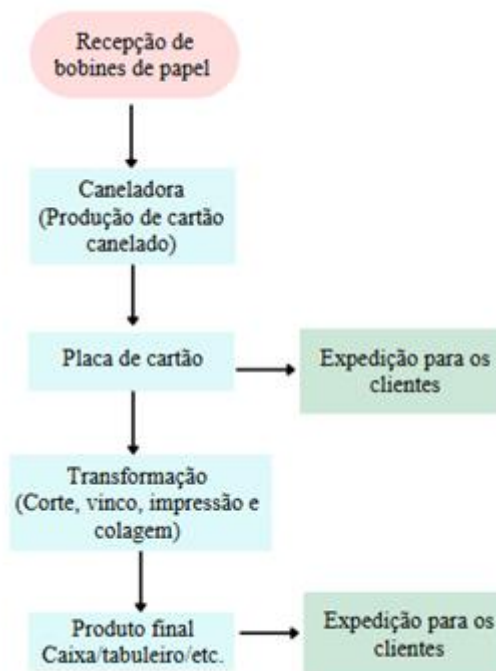 Recepção de
bobines de papel
Caneladora
(Produção de cartão
canelado)
Placa de cartão
Expedição para os
clientes
Transformação
(Corte, vinco, impressão e
colagem)
Produto final
Caixa/tabuleiro/etc.
Expedição para os
clientes